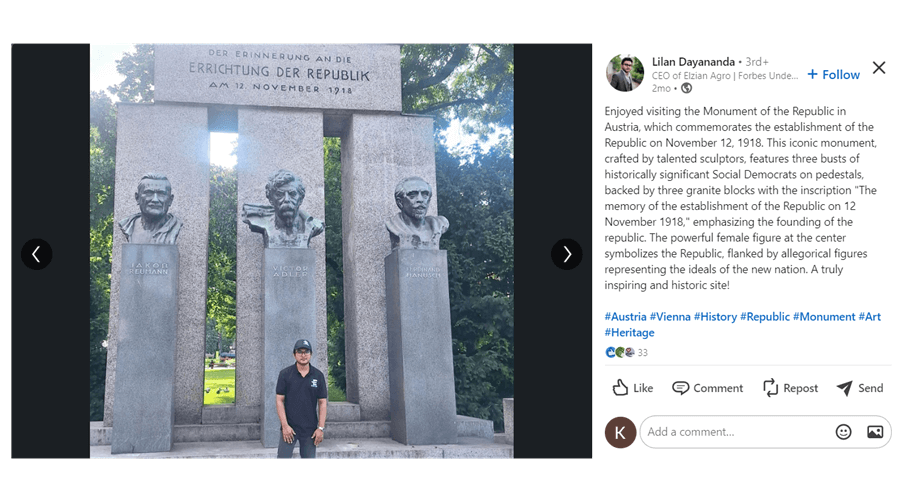 DER ERINNERUNG AN DIE
ERRICHTUNG DER REPUBLIK
AM 12. NOVEMBER 1918
JAKOB
REUMANN
VICTOR
ADLER
Lilan Dayananda • 3rd+
CEO of Elzian Agro | Forbes Unde...
2mo •
+ Follow
Enjoyed visiting the Monument of the Republic in
Austria, which commemorates the establishment of the
Republic on November 12, 1918. This iconic monument,
crafted by talented sculptors, features three busts of
historically significant Social Democrats on pedestals,
backed by three granite blocks with the inscription "The
memory of the establishment of the Republic on 12
November 1918," emphasizing the founding of the
republic. The powerful female figure at the center
symbolizes the Republic, flanked by allegorical figures
representing the ideals of the new nation. A truly
inspiring and historic site!
#Austria #Vienna #History #Republic #Monument #Art
#Heritage
33
Like
Comment
Repost
Send
K
Add a comment...